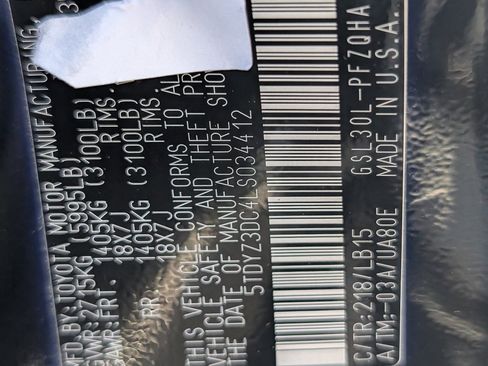 MFD.BY:TOYOTA MOTOR MANUFACTURING,
GVWR:2715KG (5985LB)
GAWR:FRT. 1405KG (3100LB)
18X7J RIMS,
RR. 1405KG (3100LB)
18X7J RIMS,
THIS VEHICLE CONFORMS TO AL
VEHICLE SAFETY, AND THEFT PR
THE DATE OF MANUFACTURE SHO
5TDYZ3DC4LS034412
C/TR:218/LB15 GSL30L-PFZQHA
A/TM:-03A/UA80E MADE IN U.S.A.